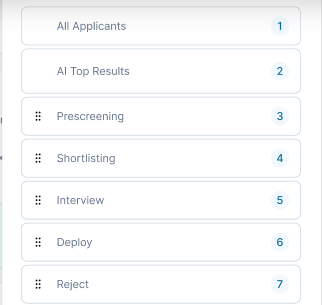 All Applicants 1
AI Top Results 2
Prescreening 3
Shortlisting 4
Interview 5
Deploy 6
Reject 7